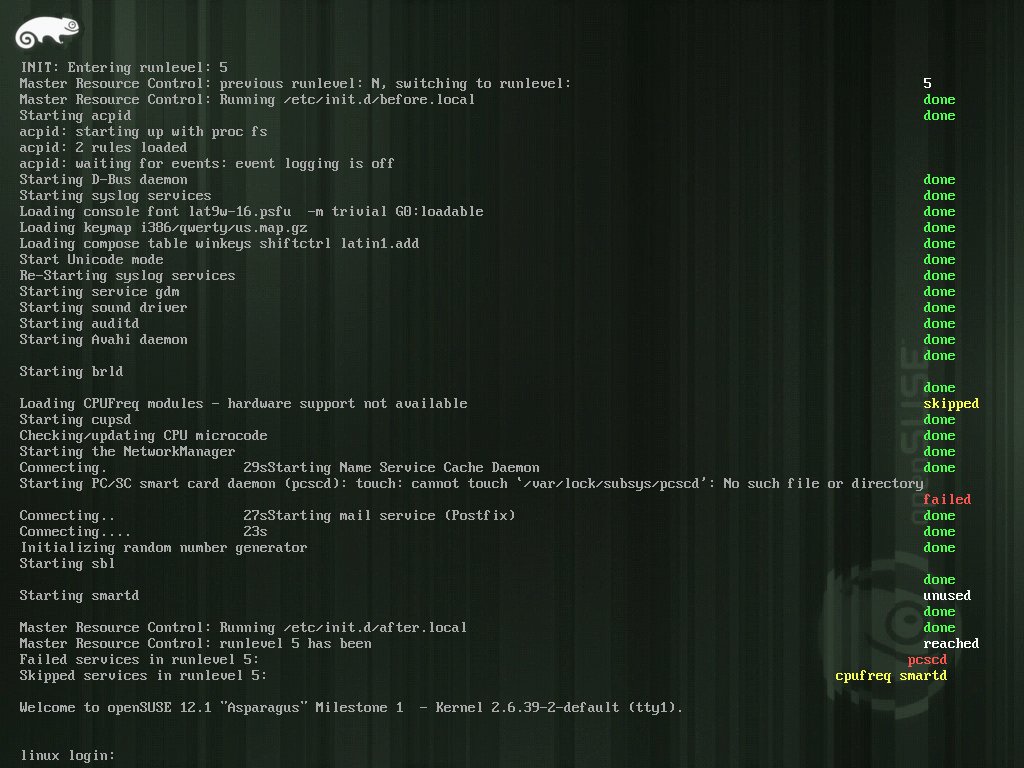 INIT: Entering runlevel: 5
Master Resource Control: previous runlevel: N, switching to runlevel: 5
Master Resource Control: Running /etc/init.d/before.local done
Starting acpid done
acpid: starting up with proc fs
acpid: 2 rules loaded
acpid: waiting for events: event logging is off
Starting D-Bus daemon done
Starting syslog services done
Loading console font lat9w-16.psfu  -m trivial G0:loadable done
Loading keymap i386/qwerty/us.map.gz done
Loading compose table winkeys shiftctrl latin1.add done
Start Unicode mode done
Re-Starting syslog services done
Starting service gdm done
Starting sound driver done
Starting auditd done
Starting Avahi daemon done
done
Starting brld
done
Loading CPUFreq modules - hardware support not available skipped
Starting cupsd done
Checking/updating CPU microcode done
Starting the NetworkManager done
Connecting. 29sStarting Name Service Cache Daemon done
Starting PC/SC smart card daemon (pcscd): touch: cannot touch `/var/lock/subsys/pcscd': No such file or directory
failed
Connecting.. 27sStarting mail service (Postfix) done
Connecting.... 23s done
Initializing random number generator done
Starting sbl
done
Starting smartd unused
done
Master Resource Control: Running /etc/init.d/after.local done
Master Resource Control: runlevel 5 has been reached
Failed services in runlevel 5: pcscd
Skipped services in runlevel 5: cpufreq smartd
Welcome to openSUSE 12.1 "Asparagus" Milestone 1  - Kernel 2.6.39-2-default (tty1).
linux login:
openSUSE